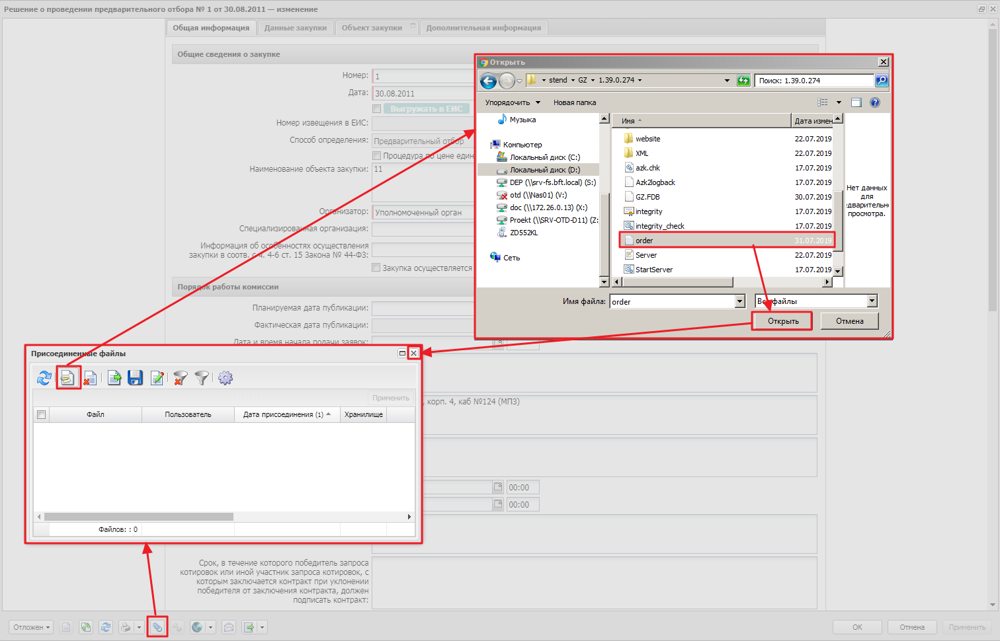 Решение о проведении предварительного отбора № 1 от 30.08.2011 — изменение
Общая информация
Данные закупки
Объект закупки
Дополнительная информация
Общие сведения о закупке
Номер:
1
Дата:
30.08.2011
Выгружать в ЕИС
Номер извещения в ЕИС:
Способ определения:
Предварительный отбор
Процедура по цене един
Наименование объекта закупки:
11
Организатор:
Уполномоченный орган
Специализированная организация:
Информация об особенностях осуществления
закупки в соотв. с ч. 4-6 ст. 15 Закона № 44-ФЗ:
Закупка осуществляется
Порядок работы комиссии
Планируемая дата публикации:
Фактическая дата публикации:
Дата и время начала подачи заявок:
Открыть
stend
GZ
1.39.0.274
Поиск: 1.39.0.274
Упорядочить
Новая папка
Музыка
Компьютер
Локальный диск (C:)
Локальный диск (D:)
DEP (\\srv-fs.bft.local) (S:)
otd (\\Nas01) (V:)
doc (\\172.26.0.13) (X:)
Proekt (\\SRV-OTD-D11) (Z:
ZD552KL
Сеть
Имя
Дата измен
website 22.07.2019
XML 22.07.2019
azk.chk 17.07.2019
Azk2logback 17.07.2019
GZ.FDB 30.07.2019
integrity 17.07.2019
integrity_check 17.07.2019
order 31.07.2019
Server 22.07.2019
StartServer 17.07.2019
Нет данных
для
дварительно
просмотра.
Имя файла:
order
Открыть
Отмена
Присоединенные файлы
Применить
Файл
Пользователь
Дата присоединения (1)
Хранилище
Файлов: : 0
, корп. 4, каб №124 (МПЗ)
00:00
00:00
Срок, в течение которого победитель запроса
котировок или иной участник запроса котировок, с
которым заключается контракт при уклонении
победителя от заключения контракта, должен
подписать контракт:
Отложен
OK
Отмена
Применить